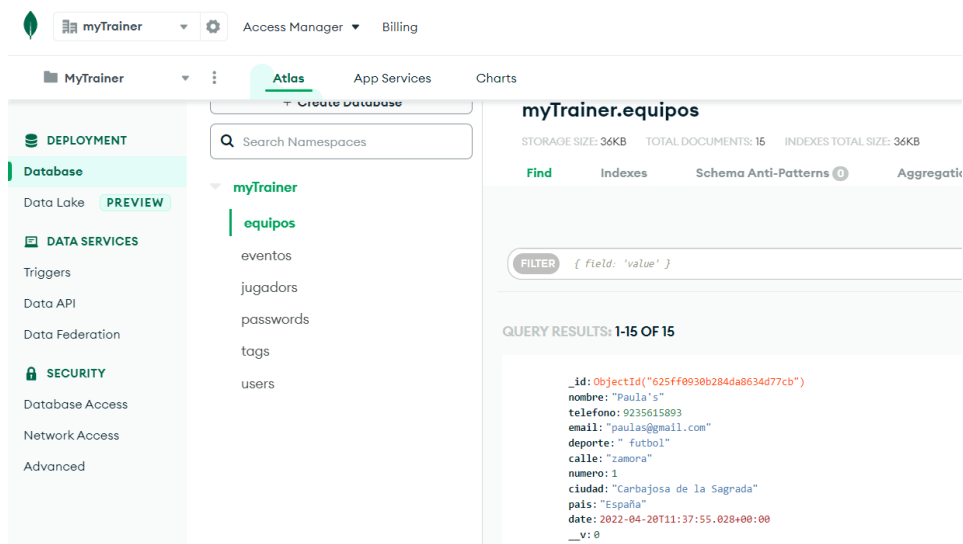 myTrainer
Access Manager
Billing
MyTrainer
Atlas
App Services
Charts
+ Create Database
Search Namespaces
DEPLOYMENT
Database
Data Lake PREVIEW
DATA SERVICES
Triggers
Data API
Data Federation
SECURITY
Database Access
Network Access
Advanced
myTrainer
equipos
eventos
jugadors
passwords
tags
users
myTrainer.equipos
STORAGE SIZE: 36KB TOTAL DOCUMENTS: 15 INDEXES TOTAL SIZE: 36KB
Find Indexes Schema Anti-Patterns 0 Aggregatio
FILTER { field: 'value' }
QUERY RESULTS: 1-15 OF 15
_id: ObjectId("625ff0930b284da8634d77cb")
nombre: "Paula's"
telefono: 9235615893
email: "paulas@gmail.com"
deporte: " futbol"
calle: "zamora"
numero: 1
ciudad: "Carbajosa de la Sagrada"
pais: "España"
date: 2022-04-20T11:37:55.028+00:00
__v: 0